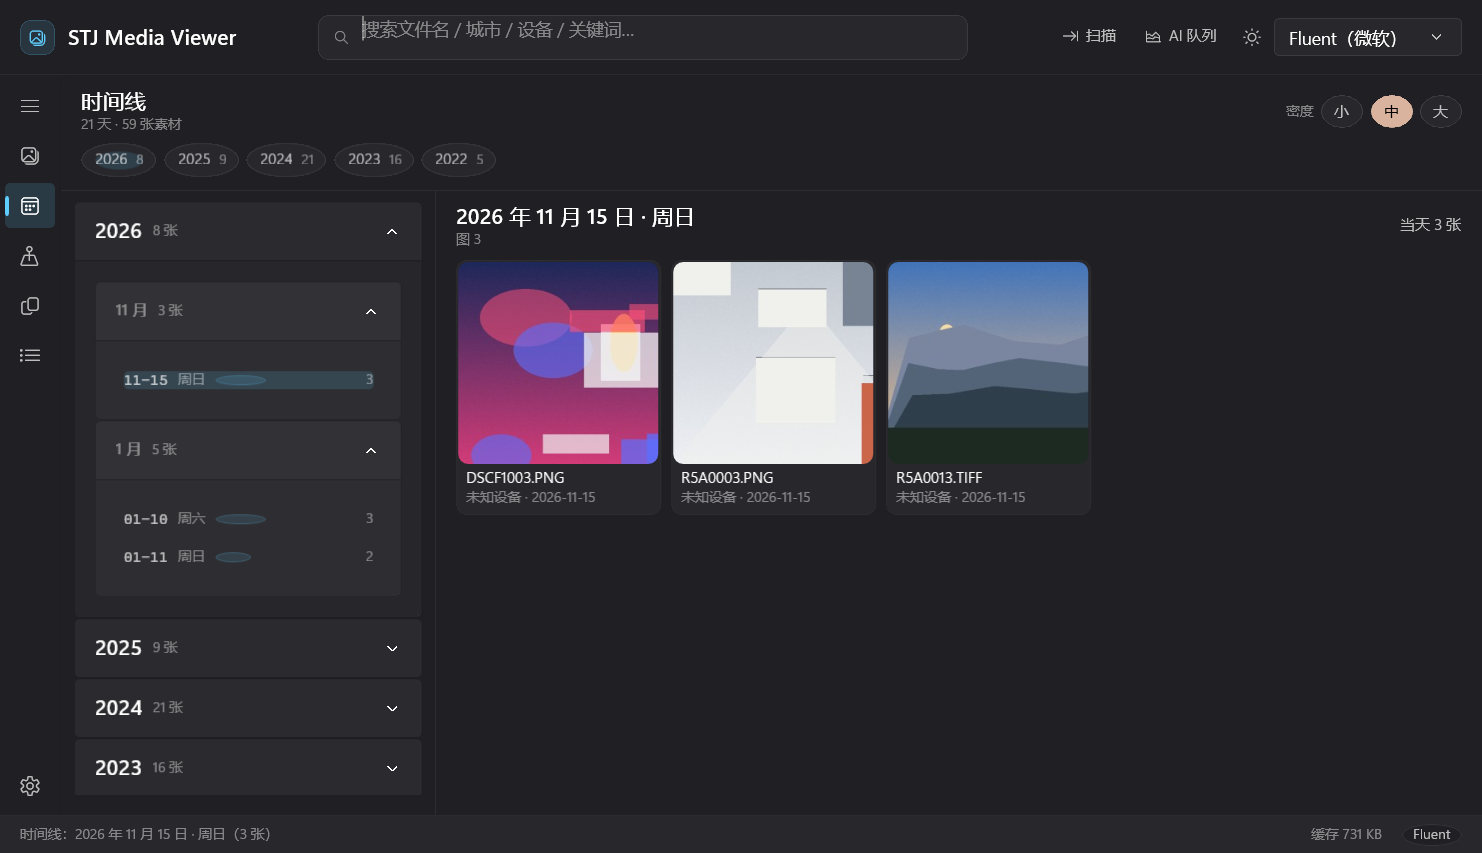 STJ Media Viewer
搜索文件名 / 城市 / 设备 / 关键词...
扫描
AI 队列
Fluent（微软）
时间线
21 天 · 59 张素材
密度 小 中 大
2026 8 2025 9 2024 21 2023 16 2022 5
2026 8 张
11 月 3 张
11-15 周日 3
1 月 5 张
01-10 周六 3
01-11 周日 2
2025 9 张
2024 21 张
2023 16 张
2026 年 11 月 15 日 · 周日
图 3
当天 3 张
DSCF1003.PNG
未知设备 · 2026-11-15
R5A0003.PNG
未知设备 · 2026-11-15
R5A0013.TIFF
未知设备 · 2026-11-15
时间线：2026 年 11 月 15 日 · 周日（3 张）
缓存 731 KB
Fluent